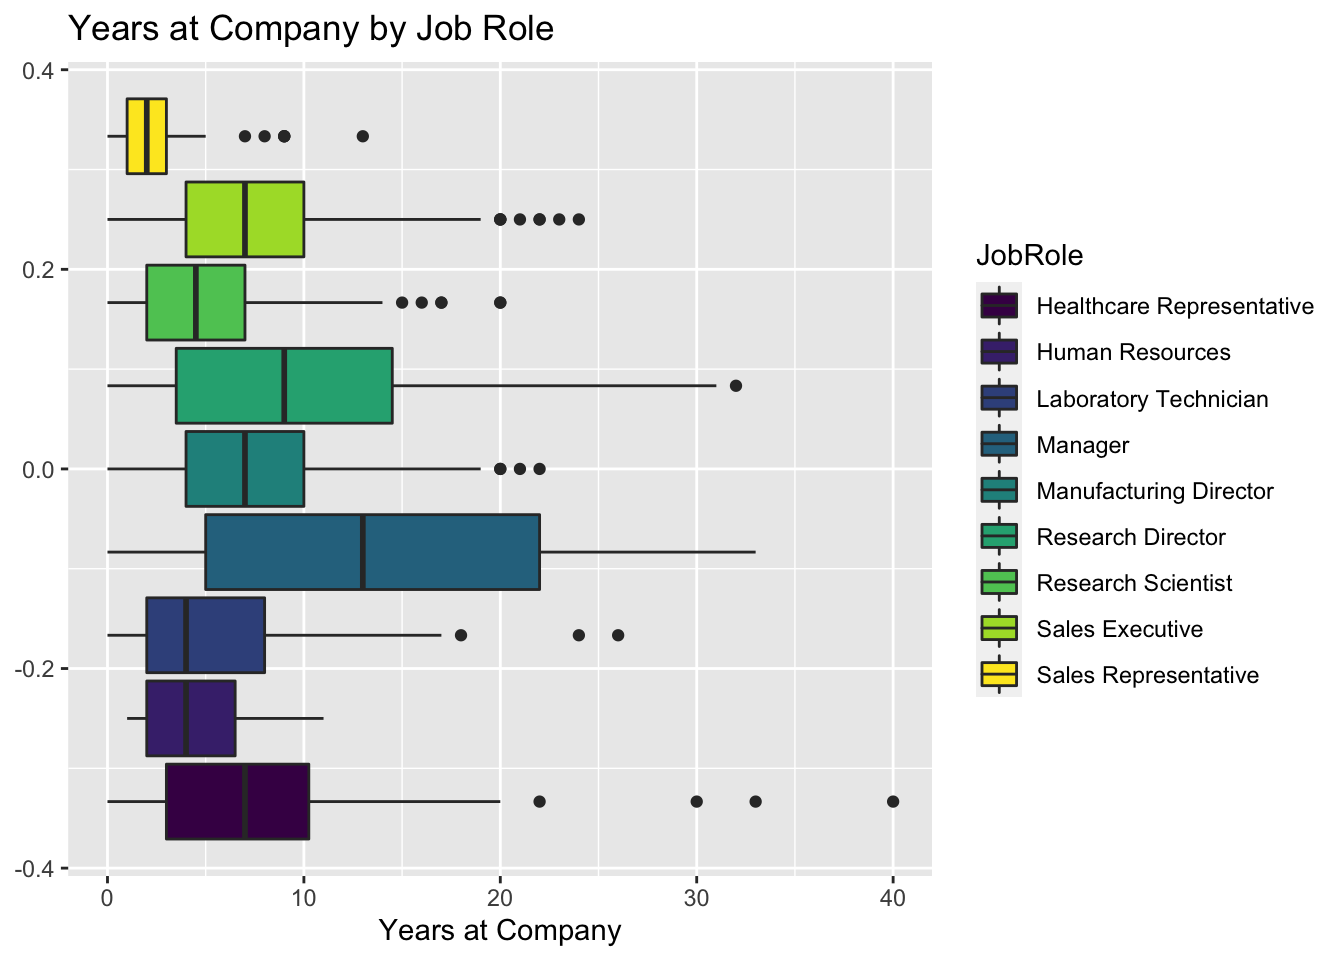 Years at Company by Job Role
0.4
0.2
0.0
-0.2
-0.4
0 10 20 30 40
Years at Company
JobRole
Healthcare Representative
Human Resources
Laboratory Technician
Manager
Manufacturing Director
Research Director
Research Scientist
Sales Executive
Sales Representative